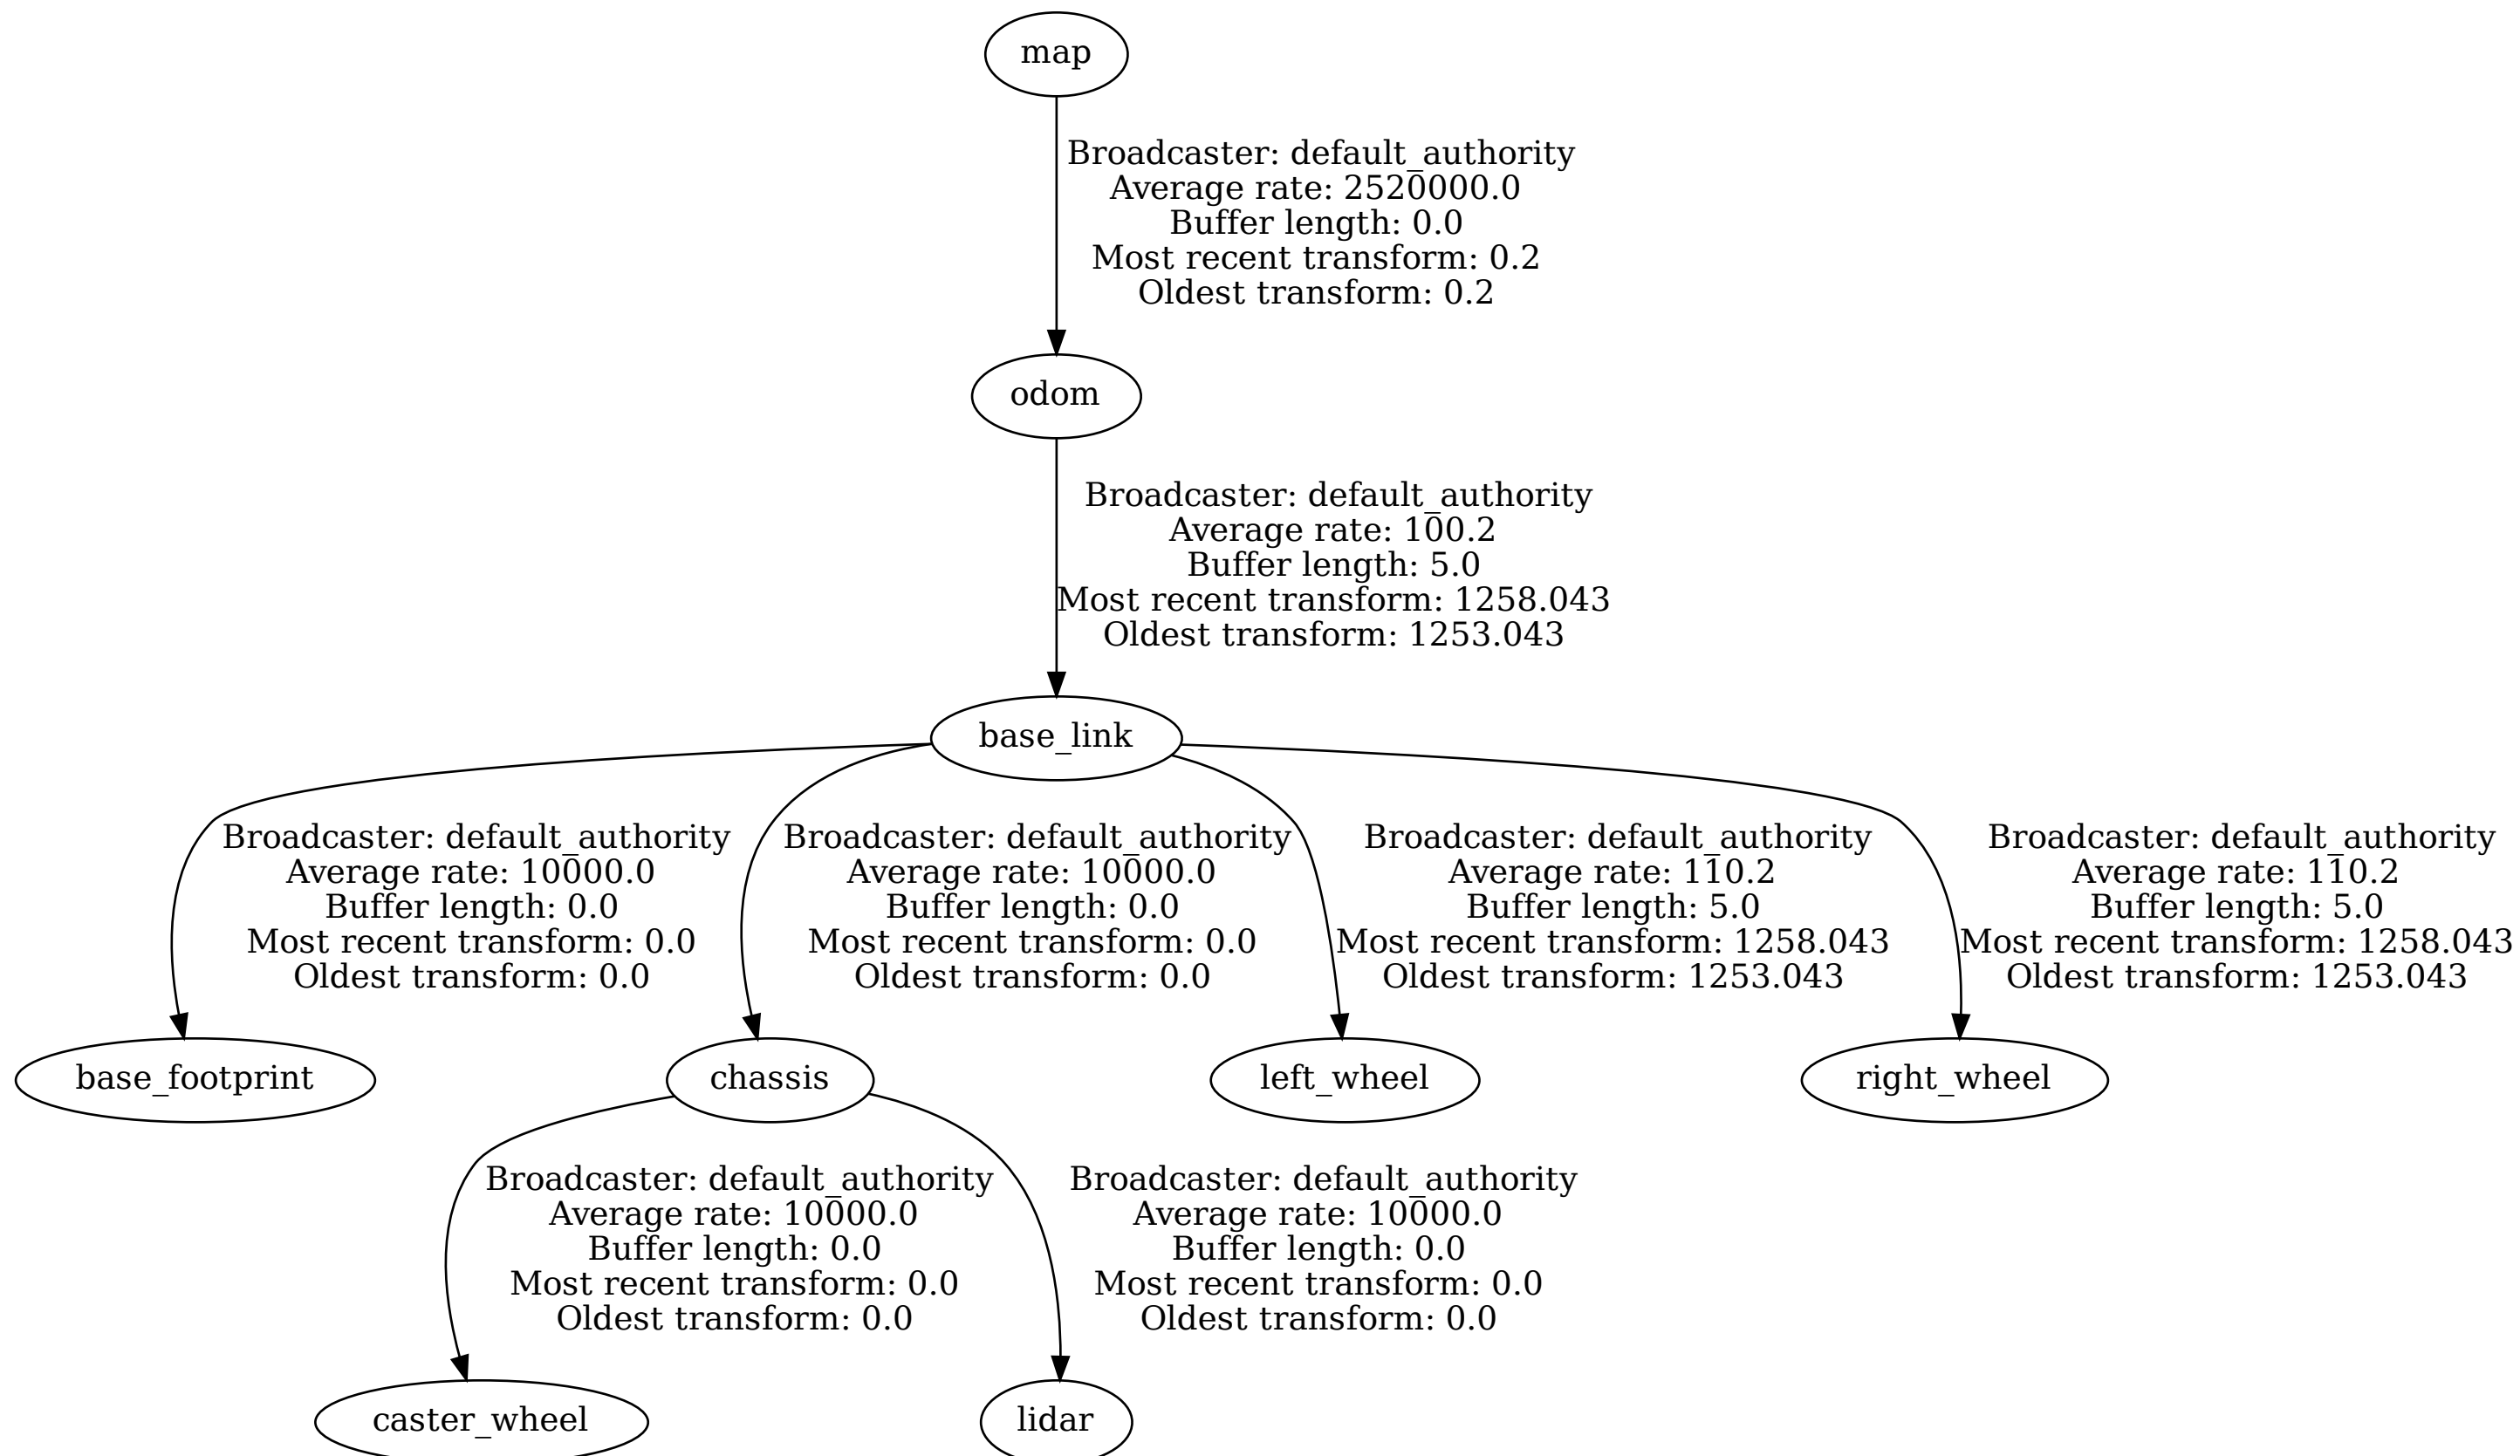 map
Broadcaster: default_authority
Average rate: 2520000.0
Buffer length: 0.0
Most recent transform: 0.2
Oldest transform: 0.2
odom
Broadcaster: default_authority
Average rate: 100.2
Buffer length: 5.0
Most recent transform: 1258.043
Oldest transform: 1253.043
base_link
Broadcaster: default_authority
Average rate: 10000.0
Buffer length: 0.0
Most recent transform: 0.0
Oldest transform: 0.0
Broadcaster: default_authority
Average rate: 10000.0
Buffer length: 0.0
Most recent transform: 0.0
Oldest transform: 0.0
Broadcaster: default_authority
Average rate: 110.2
Buffer length: 5.0
Most recent transform: 1258.043
Oldest transform: 1253.043
Broadcaster: default_authority
Average rate: 110.2
Buffer length: 5.0
Most recent transform: 1258.043
Oldest transform: 1253.043
base_footprint
chassis
left_wheel
right_wheel
Broadcaster: default_authority
Average rate: 10000.0
Buffer length: 0.0
Most recent transform: 0.0
Oldest transform: 0.0
Broadcaster: default_authority
Average rate: 10000.0
Buffer length: 0.0
Most recent transform: 0.0
Oldest transform: 0.0
caster_wheel
lidar